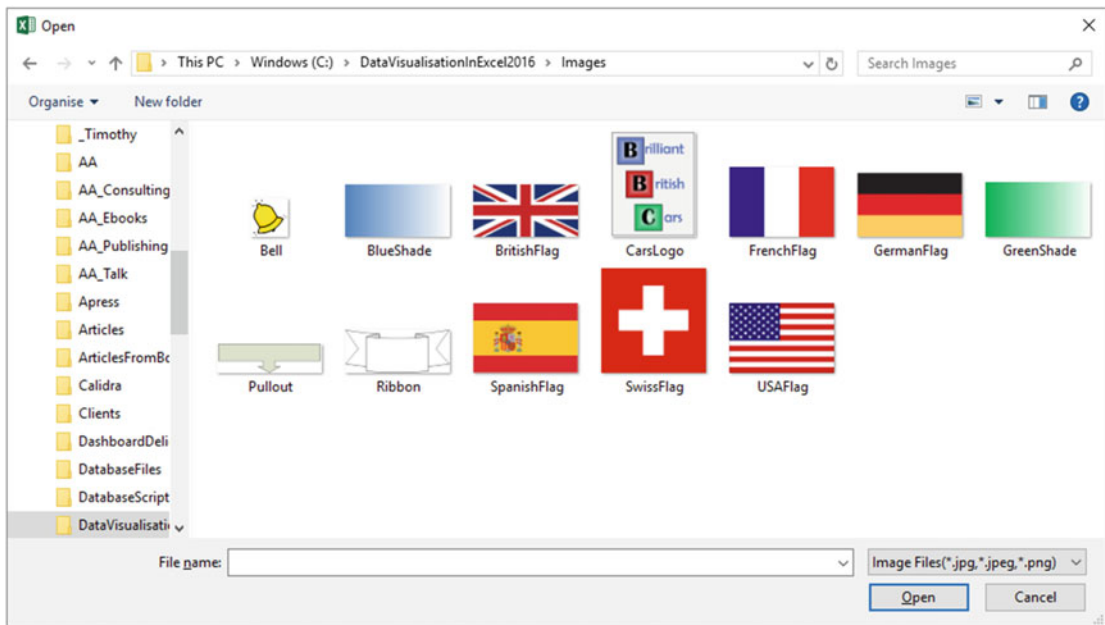 Open
This PC > Windows (C:) > DataVisualisationInExcel2016 > Images
Search Images
Organise
New folder
_Timothy
AA
AA_Consulting
AA_Ebooks
AA_Publishing
AA_Talk
Apress
Articles
ArticlesFromBo
Calidra
Clients
DashboardDeli
DatabaseFiles
DatabaseScript
DataVisualisati
Brilliant
British
Cars
Bell
BlueShade
BritishFlag
CarsLogo
FrenchFlag
GermanFlag
GreenShade
Pullout
Ribbon
SpanishFlag
SwissFlag
USAFlag
File name:
Image Files(*.jpg,*.jpeg,*.png)
Open
Cancel